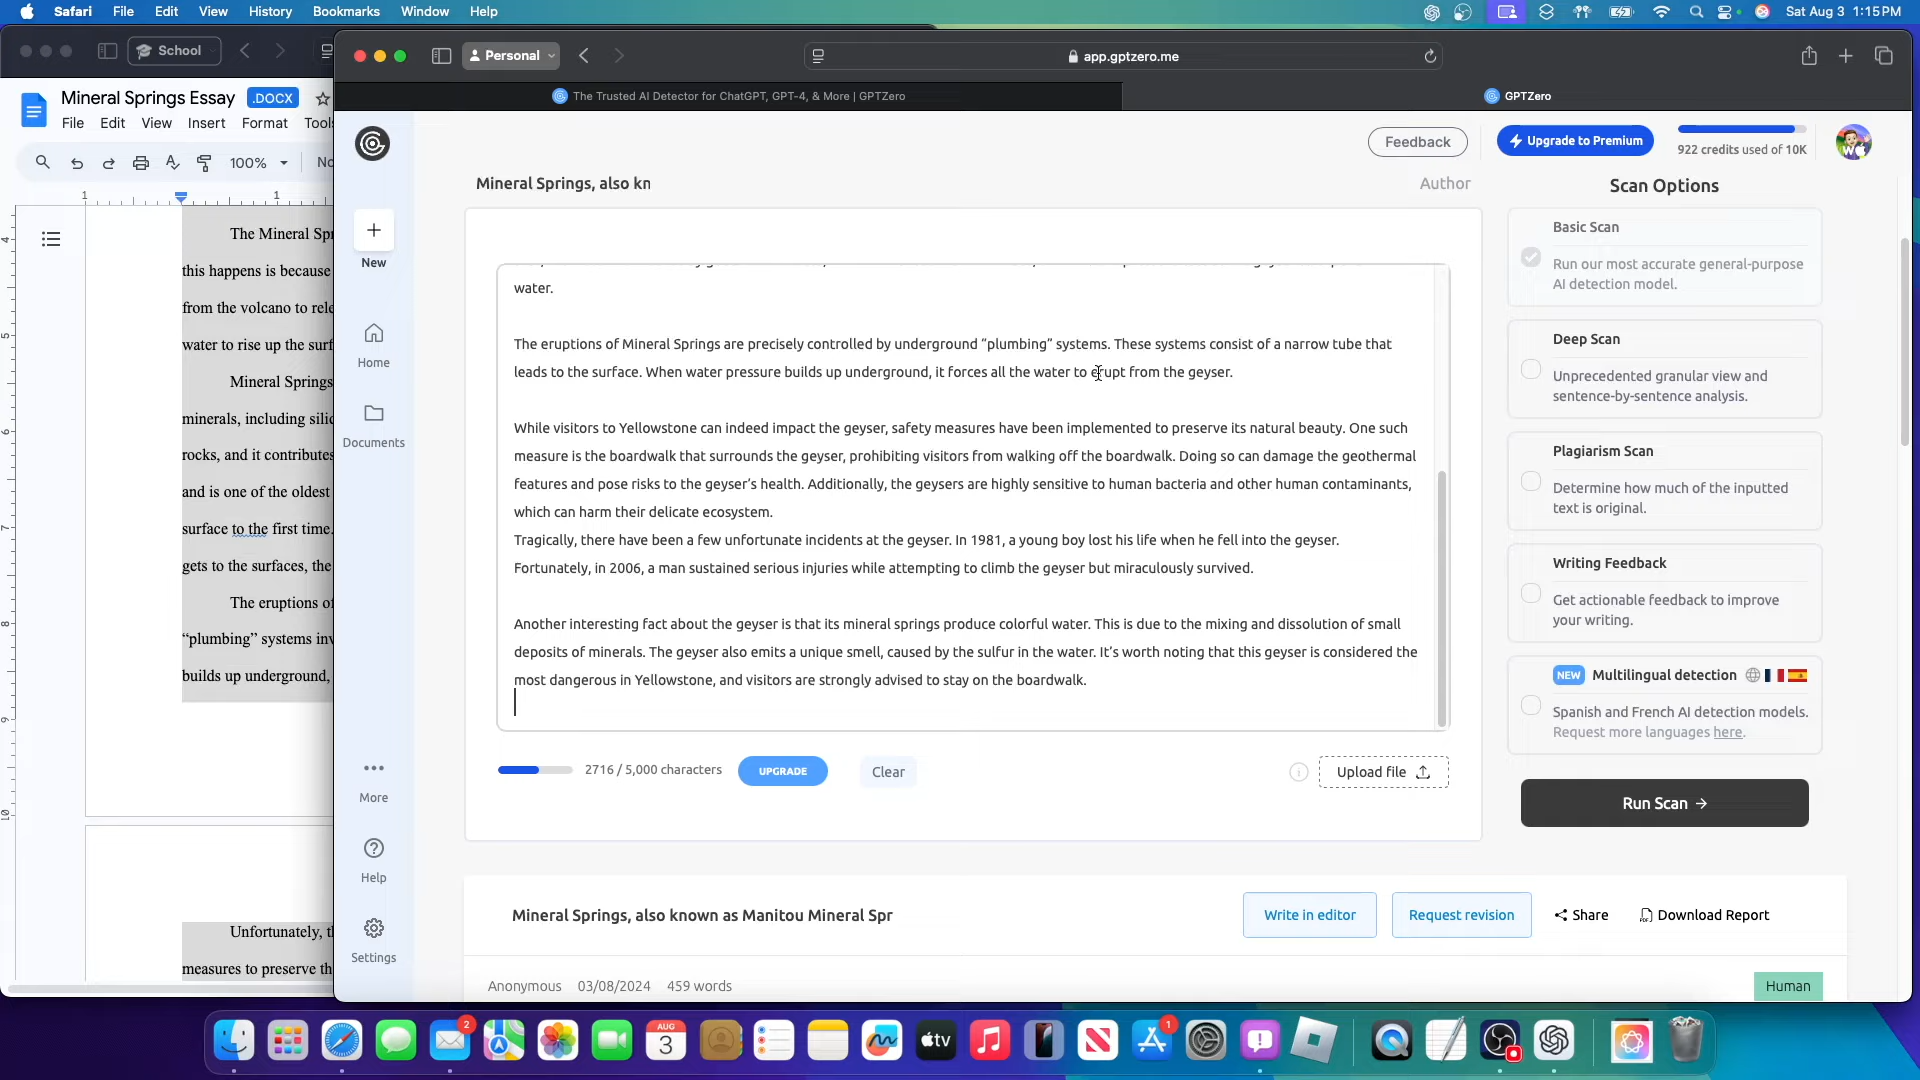 Safari File Edit View History Bookmarks Window Help
Sat Aug 3 1:15 PM
School
Personal
app.gptzero.me
The Trusted AI Detector for ChatGPT, GPT-4, & More | GPTZero
GPTZero
Mineral Springs Essay .DOCX
File Edit View Insert Format Tools
100%
The Mineral Spr
this happens is because
from the volcano to rele
water to rise up the surf
Mineral Springs
minerals, including silic
rocks, and it contributes
and is one of the oldest
surface to the first time.
gets to the surfaces, the
The eruptions of
"plumbing" systems inv
builds up underground,
Unfortunately, th
measures to preserve th
New
Home
Documents
More
Help
Settings
Feedback
Upgrade to Premium
922 credits used of 10K
Mineral Springs, also kn
Author
water.
The eruptions of Mineral Springs are precisely controlled by underground “plumbing” systems. These systems consist of a narrow tube that
leads to the surface. When water pressure builds up underground, it forces all the water to erupt from the geyser.
While visitors to Yellowstone can indeed impact the geyser, safety measures have been implemented to preserve its natural beauty. One such
measure is the boardwalk that surrounds the geyser, prohibiting visitors from walking off the boardwalk. Doing so can damage the geothermal
features and pose risks to the geyser’s health. Additionally, the geysers are highly sensitive to human bacteria and other human contaminants,
which can harm their delicate ecosystem.
Tragically, there have been a few unfortunate incidents at the geyser. In 1981, a young boy lost his life when he fell into the geyser.
Fortunately, in 2006, a man sustained serious injuries while attempting to climb the geyser but miraculously survived.
Another interesting fact about the geyser is that its mineral springs produce colorful water. This is due to the mixing and dissolution of small
deposits of minerals. The geyser also emits a unique smell, caused by the sulfur in the water. It’s worth noting that this geyser is considered the
most dangerous in Yellowstone, and visitors are strongly advised to stay on the boardwalk.
2716 / 5,000 characters
UPGRADE
Clear
Upload file
Scan Options
Basic Scan
Run our most accurate general-purpose
AI detection model.
Deep Scan
Unprecedented granular view and
sentence-by-sentence analysis.
Plagiarism Scan
Determine how much of the inputted
text is original.
Writing Feedback
Get actionable feedback to improve
your writing.
NEW Multilingual detection
Spanish and French AI detection models.
Request more languages here.
Run Scan →
Mineral Springs, also known as Manitou Mineral Spr
Write in editor
Request revision
Share
Download Report
Anonymous 03/08/2024 459 words
Human
2
AUG
3
tv
1